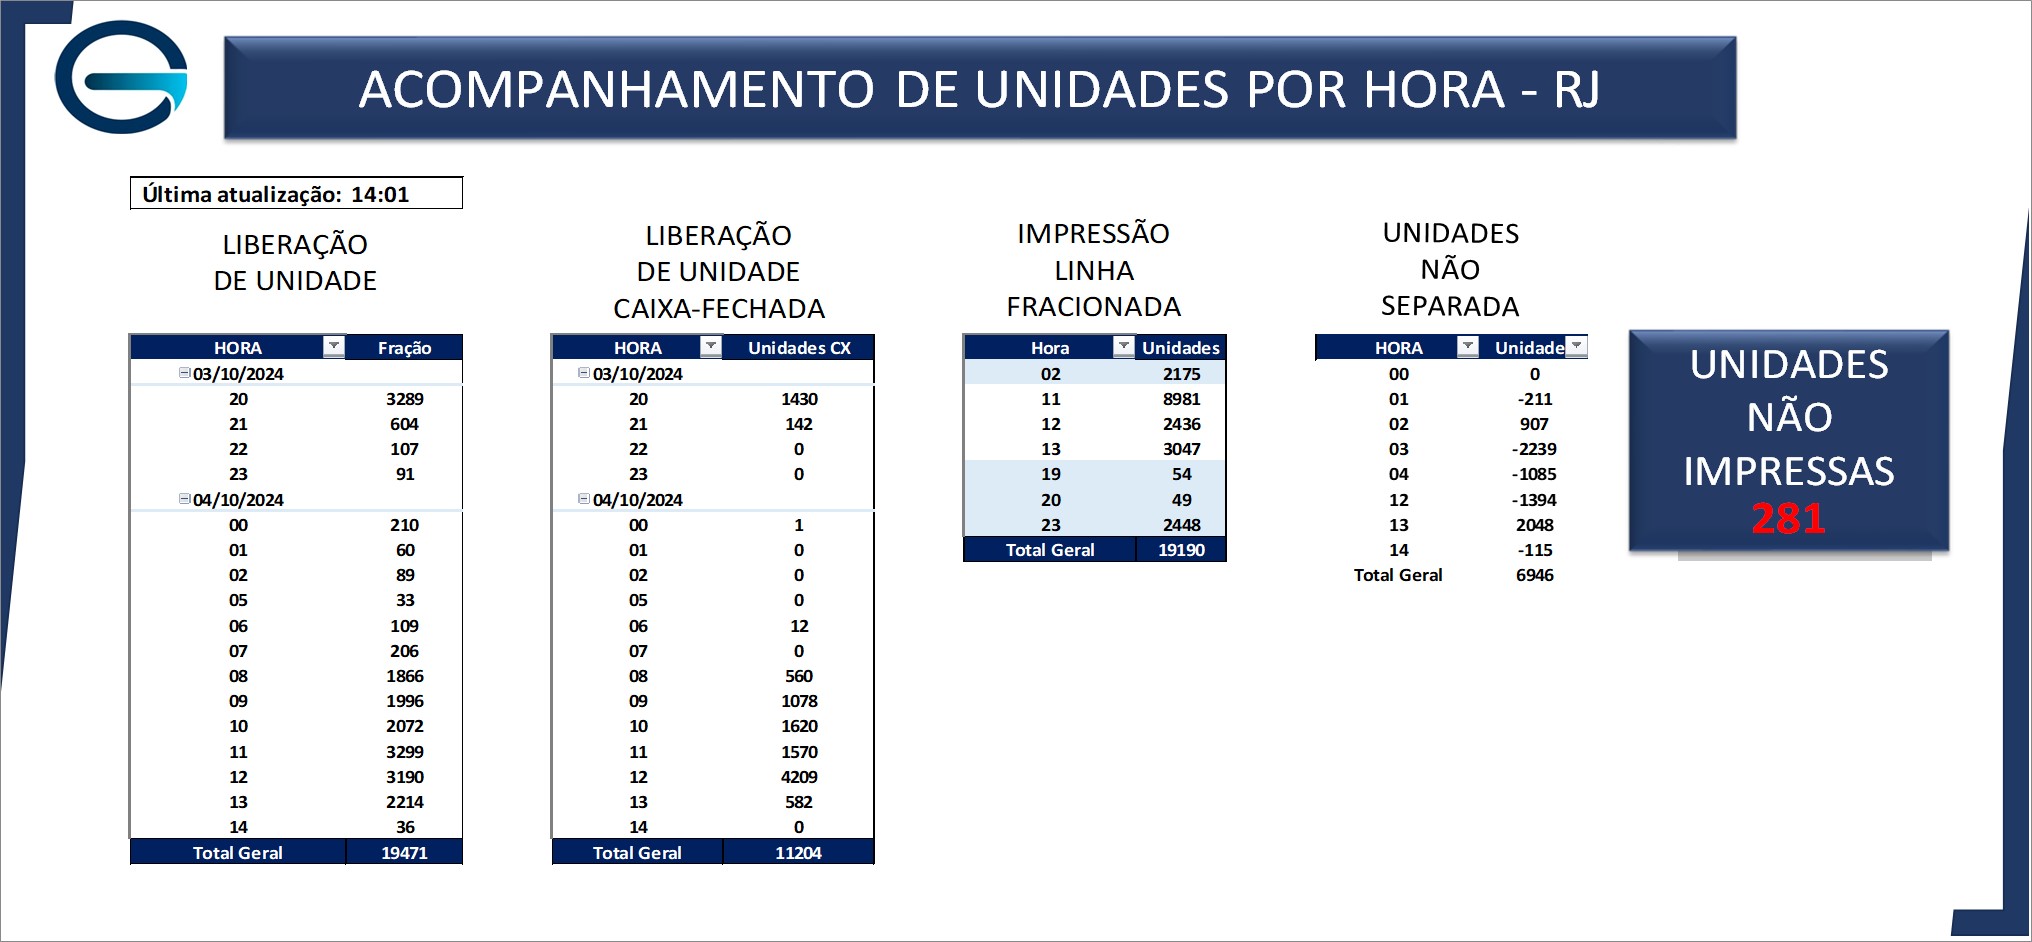 ACOMPANHAMENTO DE UNIDADES POR HORA - RJ
Última atualização: 14:01
LIBERAÇÃO
DE UNIDADE
HORA Fração
03/10/2024
20 3289
21 604
22 107
23 91
04/10/2024
00 210
01 60
02 89
05 33
06 109
07 206
08 1866
09 1996
10 2072
11 3299
12 3190
13 2214
14 36
Total Geral 19471
LIBERAÇÃO
DE UNIDADE
CAIXA-FECHADA
HORA Unidades CX
03/10/2024
20 1430
21 142
22 0
23 0
04/10/2024
00 1
01 0
02 0
05 0
06 12
07 0
08 560
09 1078
10 1620
11 1570
12 4209
13 582
14 0
Total Geral 11204
IMPRESSÃO
LINHA
FRACIONADA
Hora Unidades
02 2175
11 8981
12 2436
13 3047
19 54
20 49
23 2448
Total Geral 19190
UNIDADES
NÃO
SEPARADA
HORA Unidade
00 0
01 -211
02 907
03 -2239
04 -1085
12 -1394
13 2048
14 -115
Total Geral 6946
UNIDADES
NÃO
IMPRESSAS
281